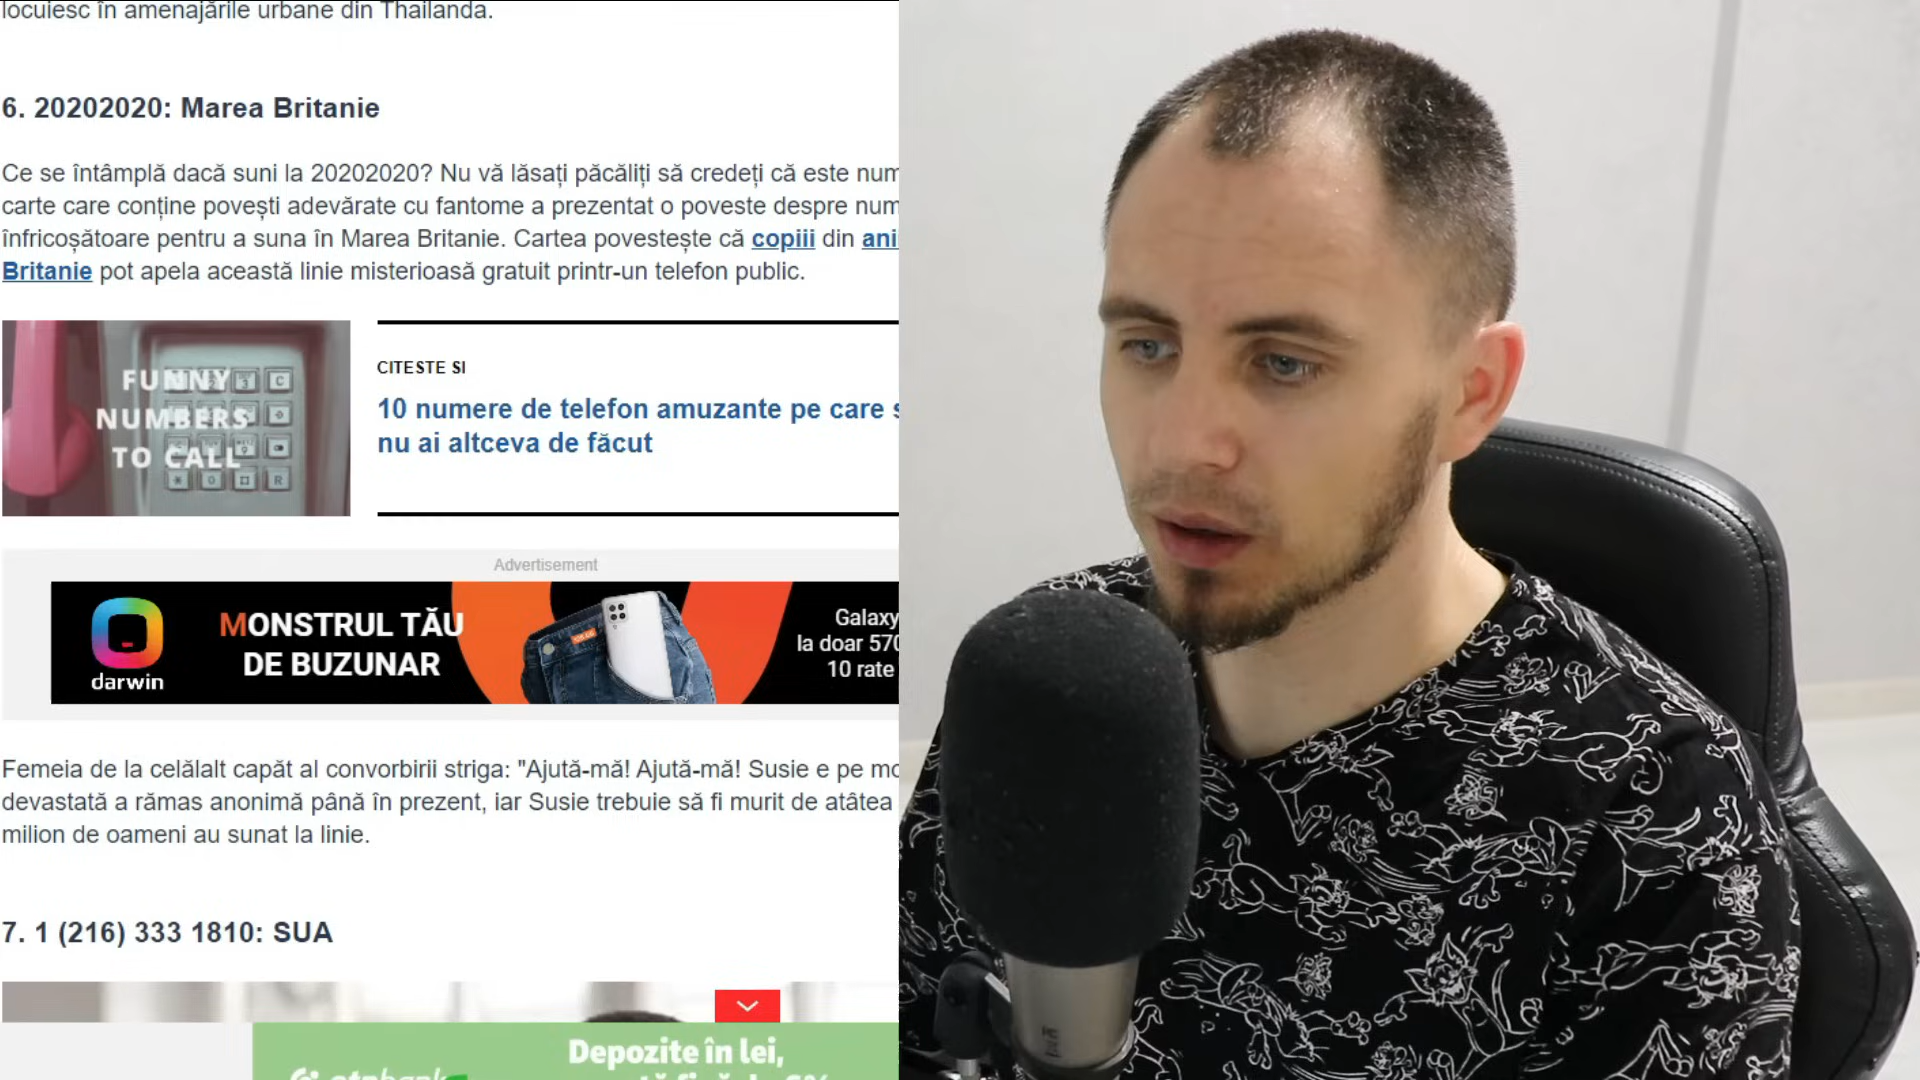 locuiesc în amenajările urbane din Thailanda.
6. 20202020: Marea Britanie
Ce se întâmplă dacă suni la 20202020? Nu vă lăsați păcăliți să credeți că este
carte care conține povești adevărate cu fantome a prezentat o poveste despre
înfricoșătoare pentru a suna în Marea Britanie. Cartea povestește că copiii din
Britanie pot apela această linie misterioasă gratuit printr-un telefon public.
FUNNY
NUMBERS
TO CALL
CITESTE SI
10 numere de telefon amuzante pe care
nu ai altceva de făcut
Advertisement
darwin
MONSTRUL TĂU
DE BUZUNAR
Galaxy
la doar
10 rate
Femeia de la celălalt capăt al convorbirii striga: "Ajută-mă! Ajută-mă! Susie e pe
devastată a rămas anonimă până în prezent, iar Susie trebuie să fi murit de atâtea
milion de oameni au sunat la linie.
7. 1 (216) 333 1810: SUA
Depozite în lei,